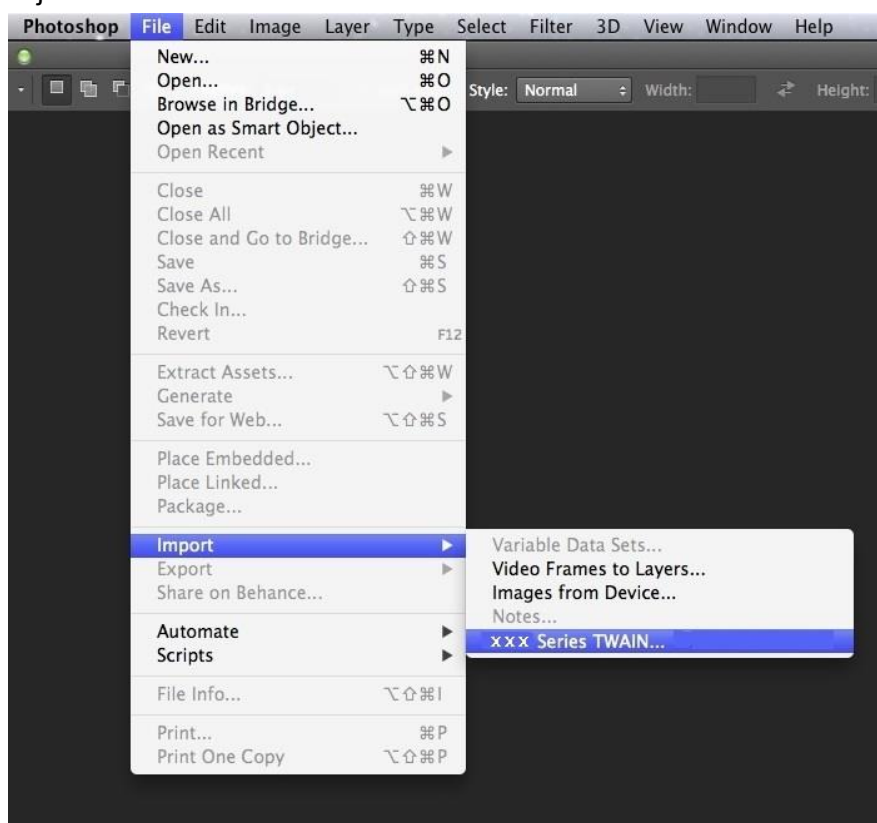 Photoshop File Edit Image Layer Type Select Filter 3D View Window Help
Style: Normal Width: Height:
New... ⌘N
Open... ⌘O
Browse in Bridge... ⌥⌘O
Open as Smart Object...
Open Recent ▶
Close ⌘W
Close All ⌥⌘W
Close and Go to Bridge... ⇧⌘W
Save ⌘S
Save As... ⇧⌘S
Check In...
Revert F12
Extract Assets... ⌥⇧⌘W
Generate ▶
Save for Web... ⌥⇧⌘S
Place Embedded...
Place Linked...
Package...
Import ▶
Export ▶
Share on Behance...
Automate ▶
Scripts ▶
File Info... ⌥⇧⌘I
Print... ⌘P
Print One Copy ⌥⇧⌘P
Variable Data Sets...
Video Frames to Layers...
Images from Device...
Notes...
xxx Series TWAIN...